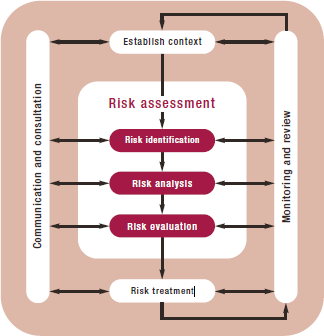 Establish context
Communication and consultation
Risk assessment
Risk identification
Risk analysis
Risk evaluation
Monitoring and review
Risk treatment